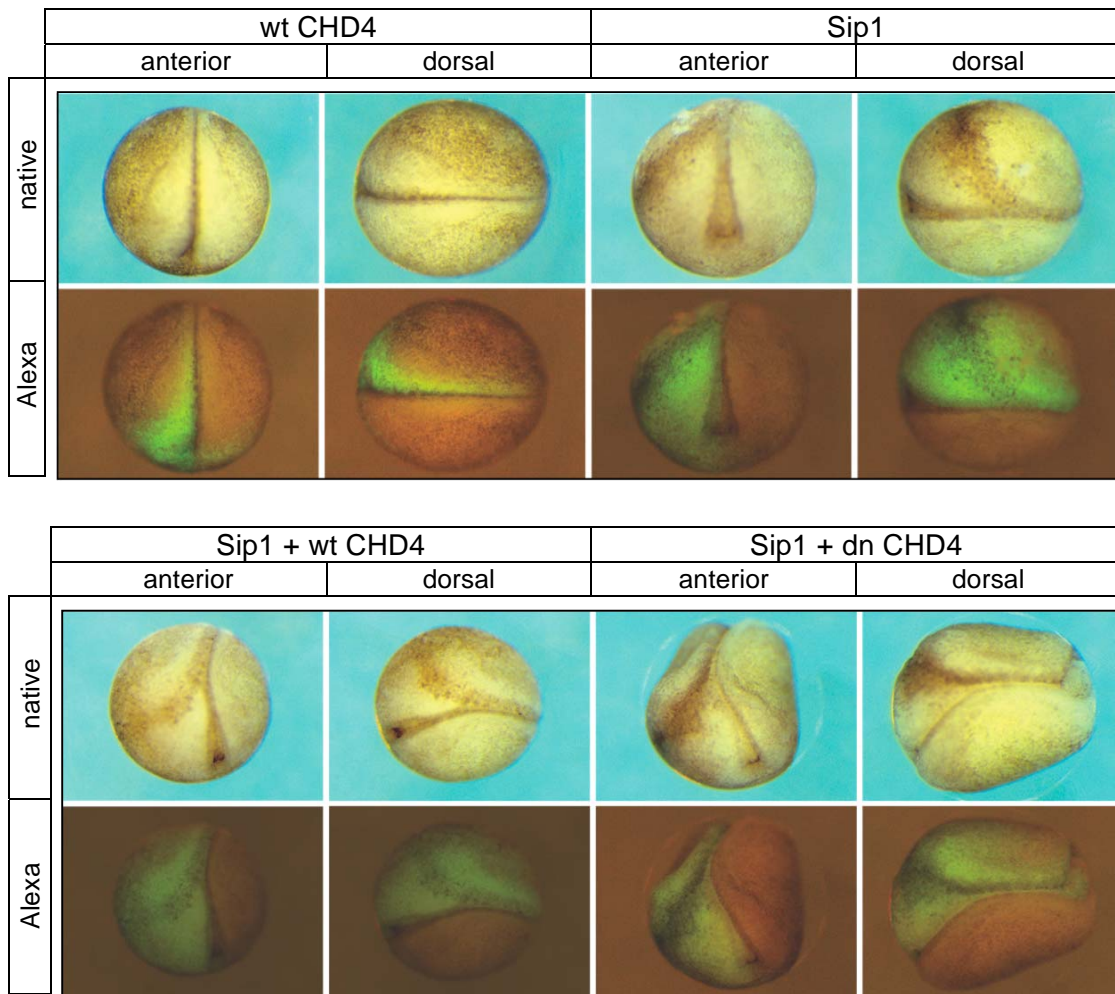 wt CHD4 Sip1
anterior dorsal anterior dorsal
native
Alexa
Sip1 + wt CHD4 Sip1 + dn CHD4
anterior dorsal anterior dorsal
native
Alexa